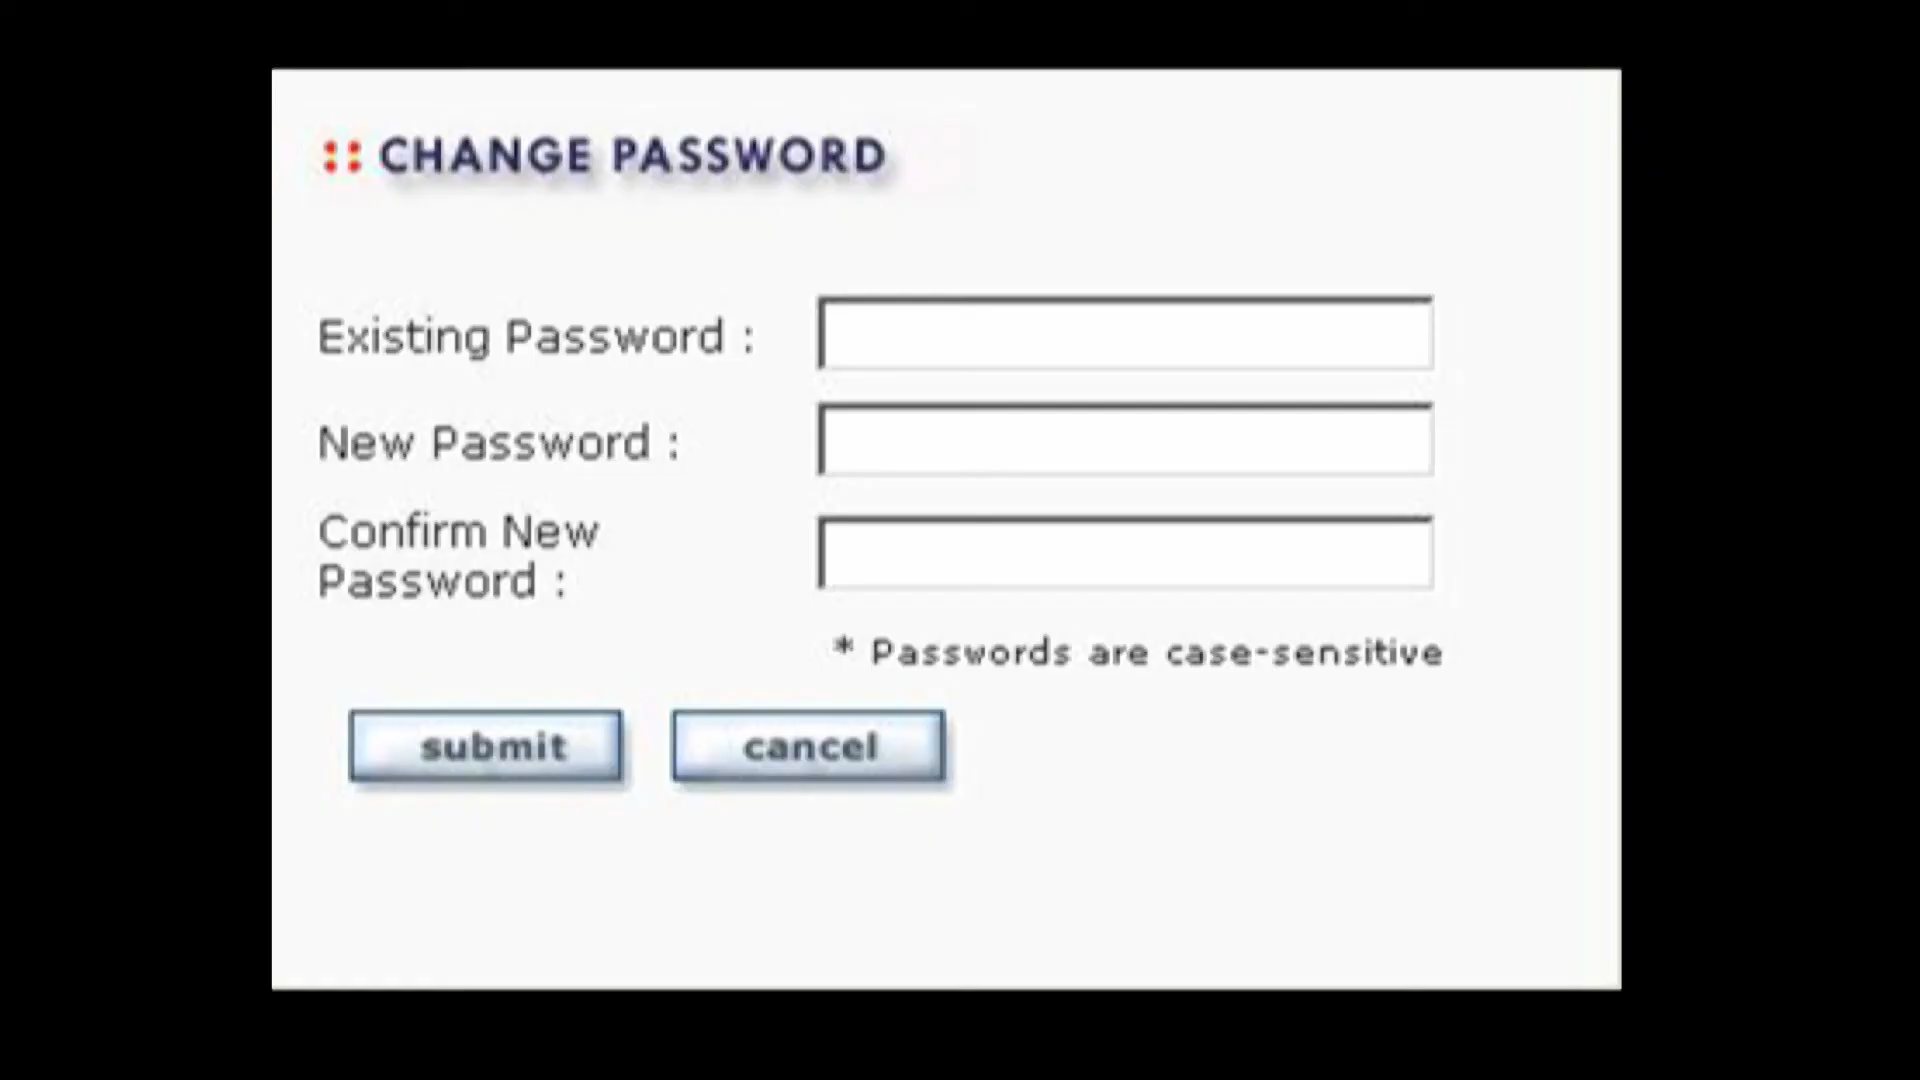 :: CHANGE PASSWORD
Existing Password :
New Password :
Confirm New
Password :
* Passwords are case-sensitive
submit cancel